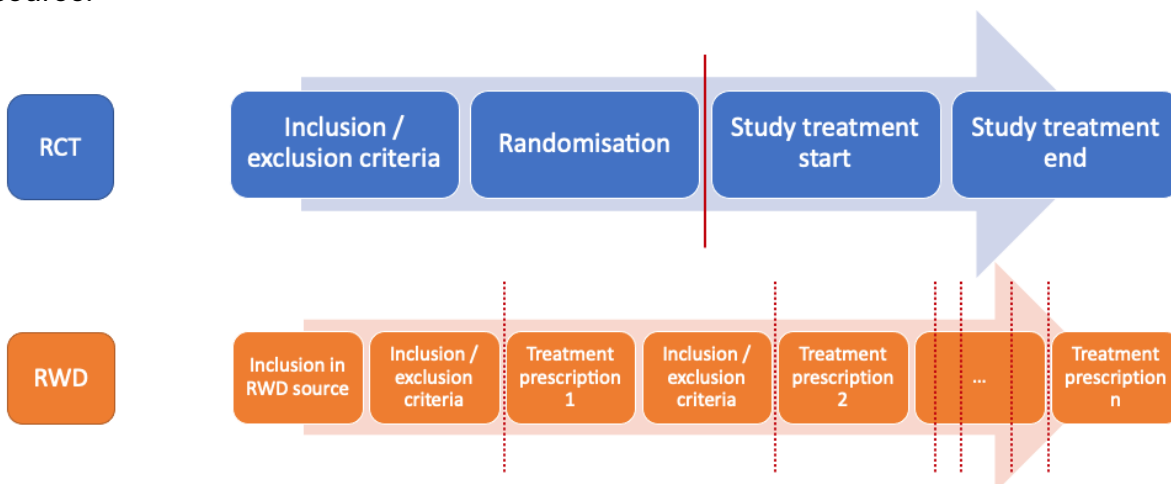 RCT
Inclusion /
exclusion criteria
Randomisation
Study treatment
start
Study treatment
end
RWD
Inclusion in
RWD source
Inclusion /
exclusion
criteria
Treatment
prescription
1
Inclusion /
exclusion
criteria
Treatment
prescription
2
...
Treatment
prescription
n